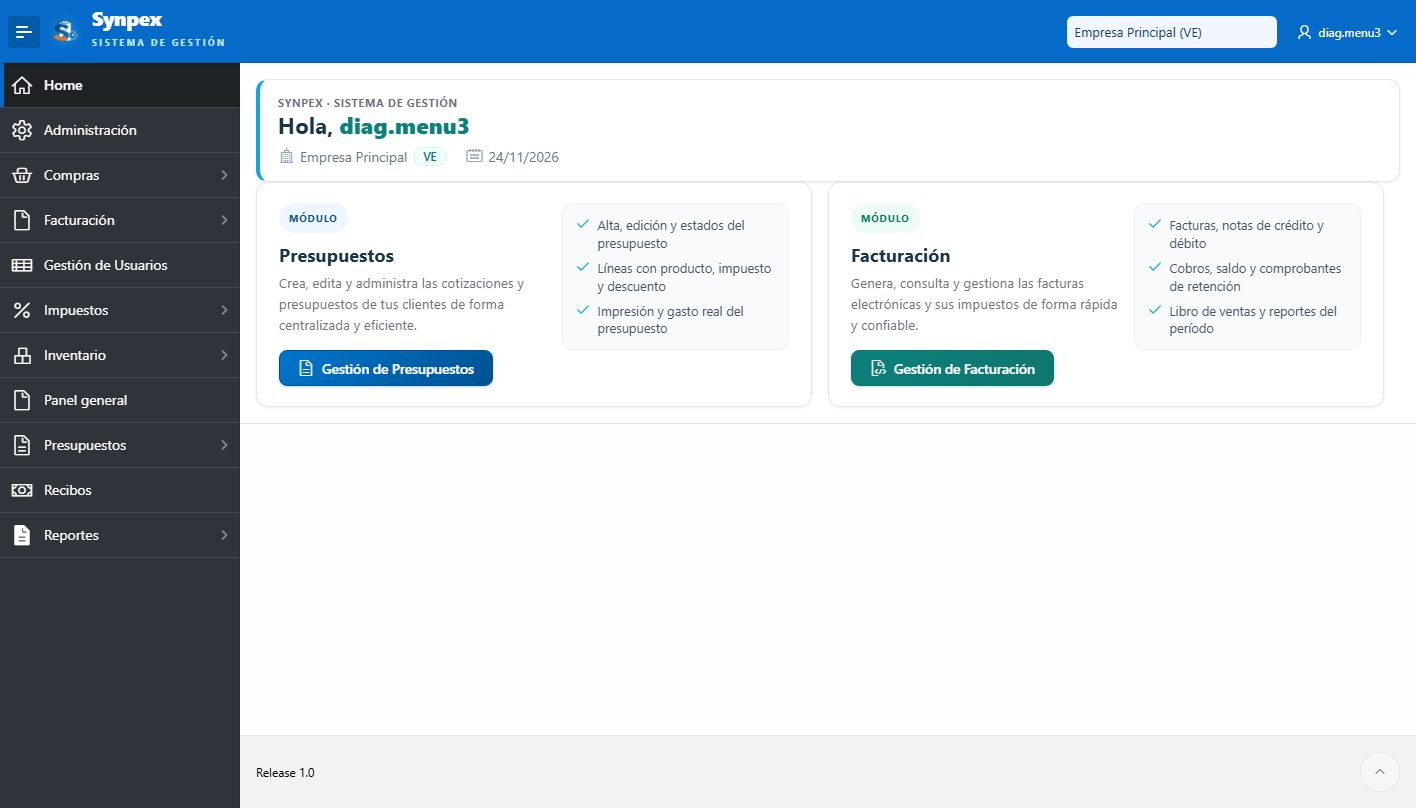 Synpex
SISTEMA DE GESTIÓN
Empresa Principal (VE)
diag.menu3
Home
Administración
Compras
Facturación
Gestión de Usuarios
Impuestos
Inventario
Panel general
Presupuestos
Recibos
Reportes
SYNPEX · SISTEMA DE GESTIÓN
Hola, diag.menu3
Empresa Principal VE 24/11/2026
MÓDULO
Presupuestos
Crea, edita y administra las cotizaciones y
presupuestos de tus clientes de forma
centralizada y eficiente.
Gestión de Presupuestos
Alta, edición y estados del
presupuesto
Líneas con producto, impuesto
y descuento
Impresión y gasto real del
presupuesto
MÓDULO
Facturación
Genera, consulta y gestiona las facturas
electrónicas y sus impuestos de forma rápida
y confiable.
Gestión de Facturación
Facturas, notas de crédito y
débito
Cobros, saldo y comprobantes
de retención
Libro de ventas y reportes del
período
Release 1.0